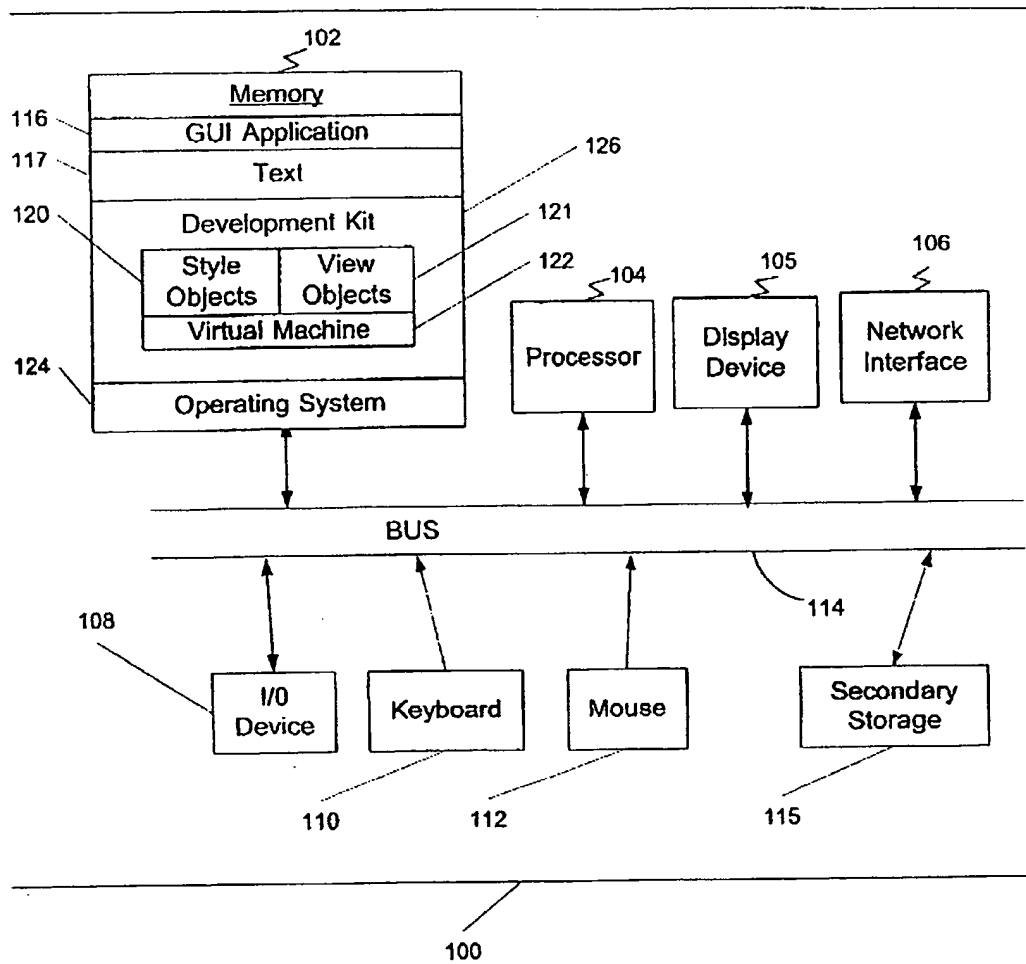 102
Memory
116
GUI Application
117
Text
126
Development Kit
120
121
Style
Objects
View
Objects
122
Virtual Machine
124
Operating System
104
Processor
105
Display
Device
106
Network
Interface
BUS
114
108
I/0
Device
Keyboard
Mouse
Secondary
Storage
110
112
115
100